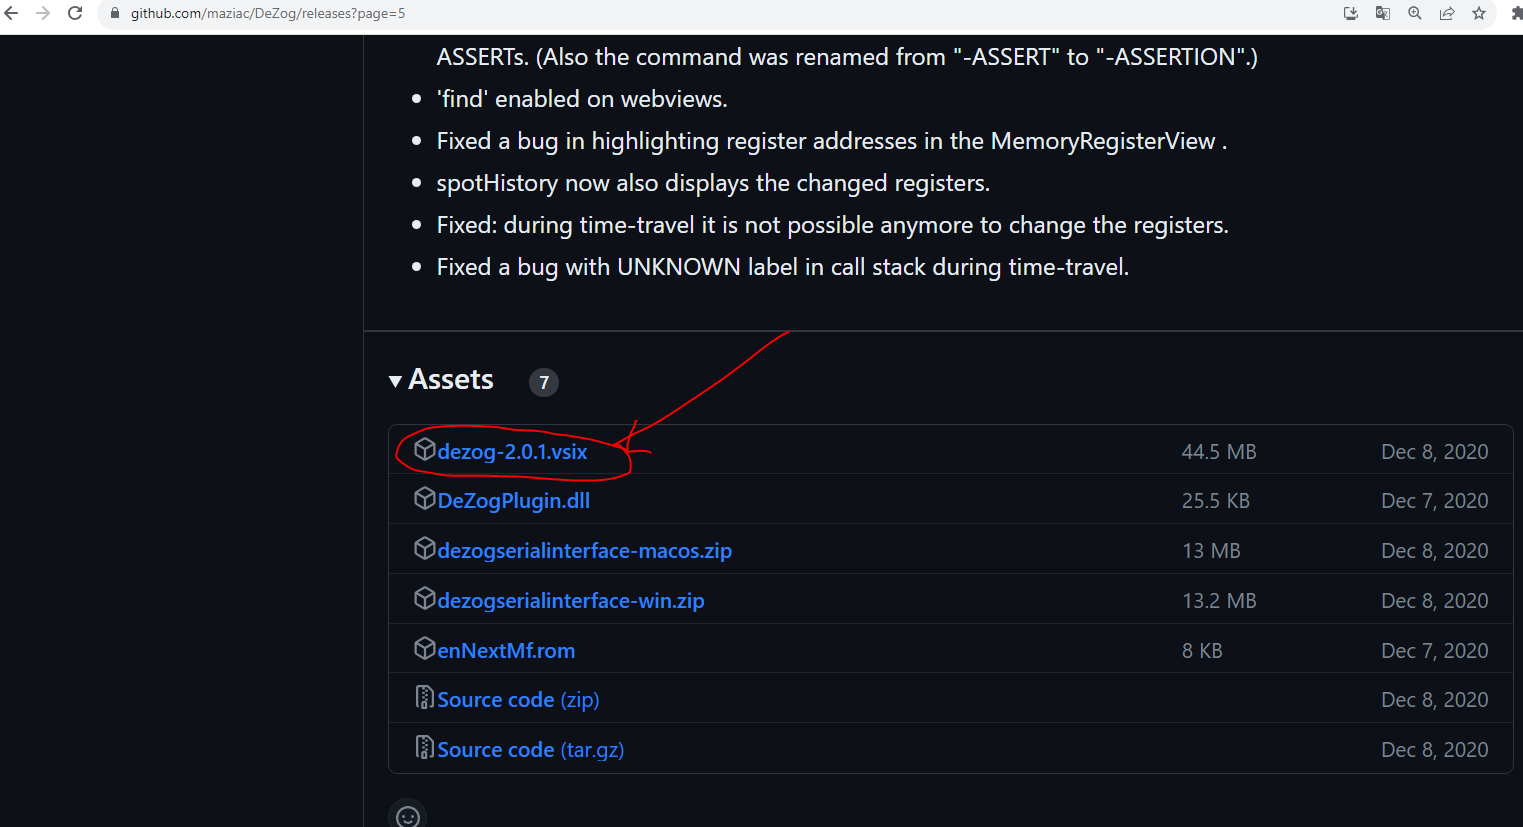 github.com/maziac/DeZog/releases?page=5
ASSERTs. (Also the command was renamed from "-ASSERT" to "-ASSERTION".)
'find' enabled on webviews.
Fixed a bug in highlighting register addresses in the MemoryRegisterView .
spotHistory now also displays the changed registers.
Fixed: during time-travel it is not possible anymore to change the registers.
Fixed a bug with UNKNOWN label in call stack during time-travel.
Assets 7
dezog-2.0.1.vsix 44.5 MB Dec 8, 2020
DeZogPlugin.dll 25.5 KB Dec 7, 2020
dezogserialinterface-macos.zip 13 MB Dec 8, 2020
dezogserialinterface-win.zip 13.2 MB Dec 8, 2020
enNextMf.rom 8 KB Dec 7, 2020
Source code (zip) Dec 8, 2020
Source code (tar.gz) Dec 8, 2020